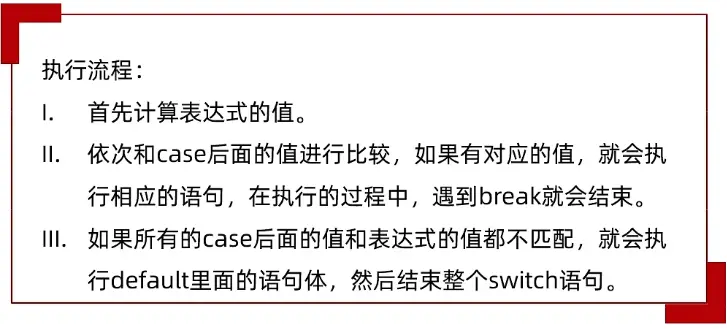 执行流程：
I. 首先计算表达式的值。
II. 依次和case后面的值进行比较，如果有对应的值，就会执
行相应的语句，在执行的过程中，遇到break就会结束。
III. 如果所有的case后面的值和表达式的值都不匹配，就会执
行default里面的语句体，然后结束整个switch语句。